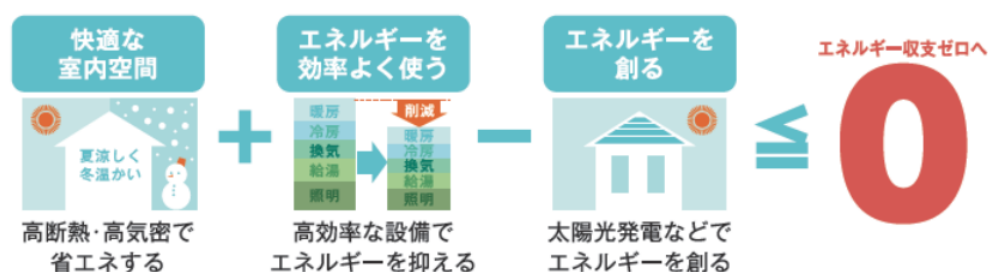 快適な
室内空間
夏涼しく
冬温かい
高断熱・高気密で
省エネする
+
エネルギーを
効率よく使う
暖房
冷房
換気
給湯
照明
削減
暖房
冷房
換気
給湯
照明
高効率な設備で
エネルギーを抑える
−
エネルギーを
創る
太陽光発電などで
エネルギーを創る
≦
エネルギー収支ゼロへ
0